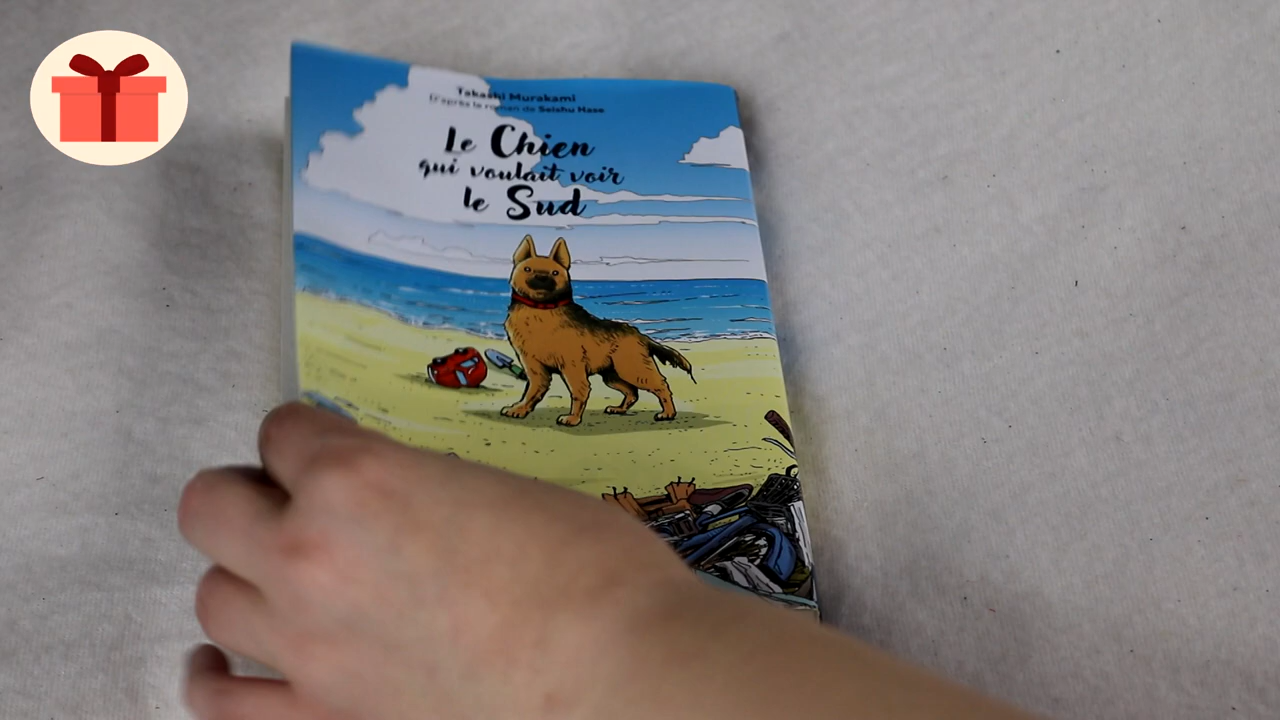 Takashi Murakami
D'après le roman de Seishu Hase
Le Chien
qui voulait voir
le Sud